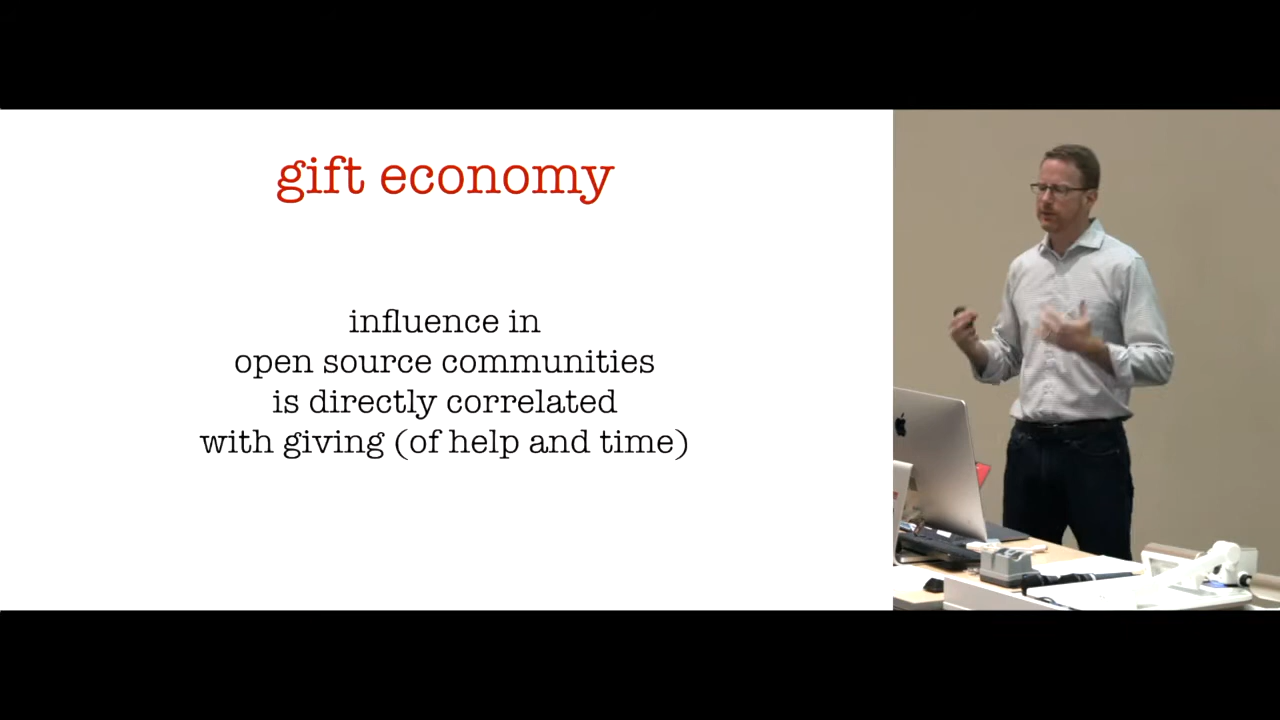 gift economy
influence in
open source communities
is directly correlated
with giving (of help and time)